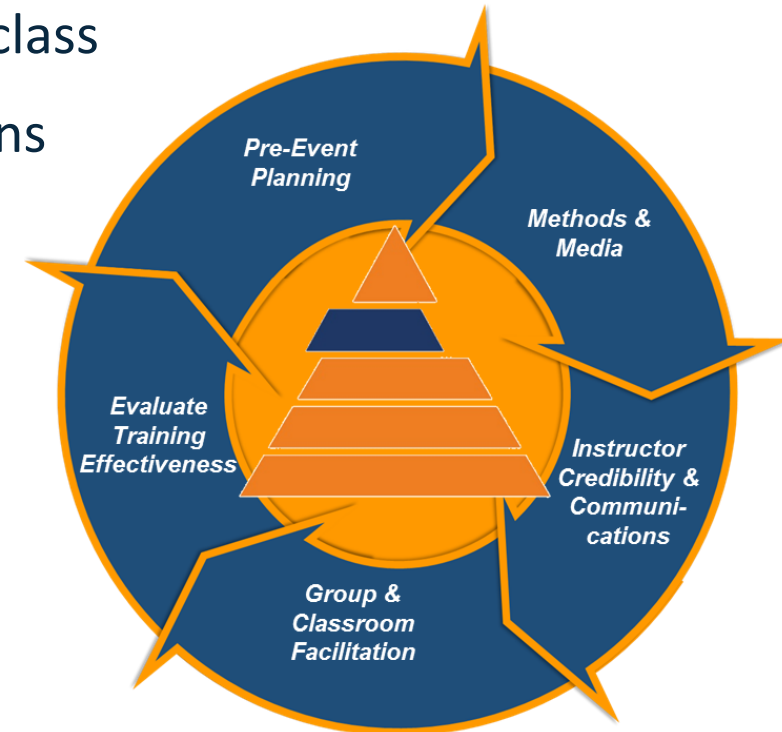 class
ns
Pre-Event
Planning
Methods &
Media
Instructor
Credibility &
Communi-
cations
Group &
Classroom
Facilitation
Evaluate
Training
Effectiveness